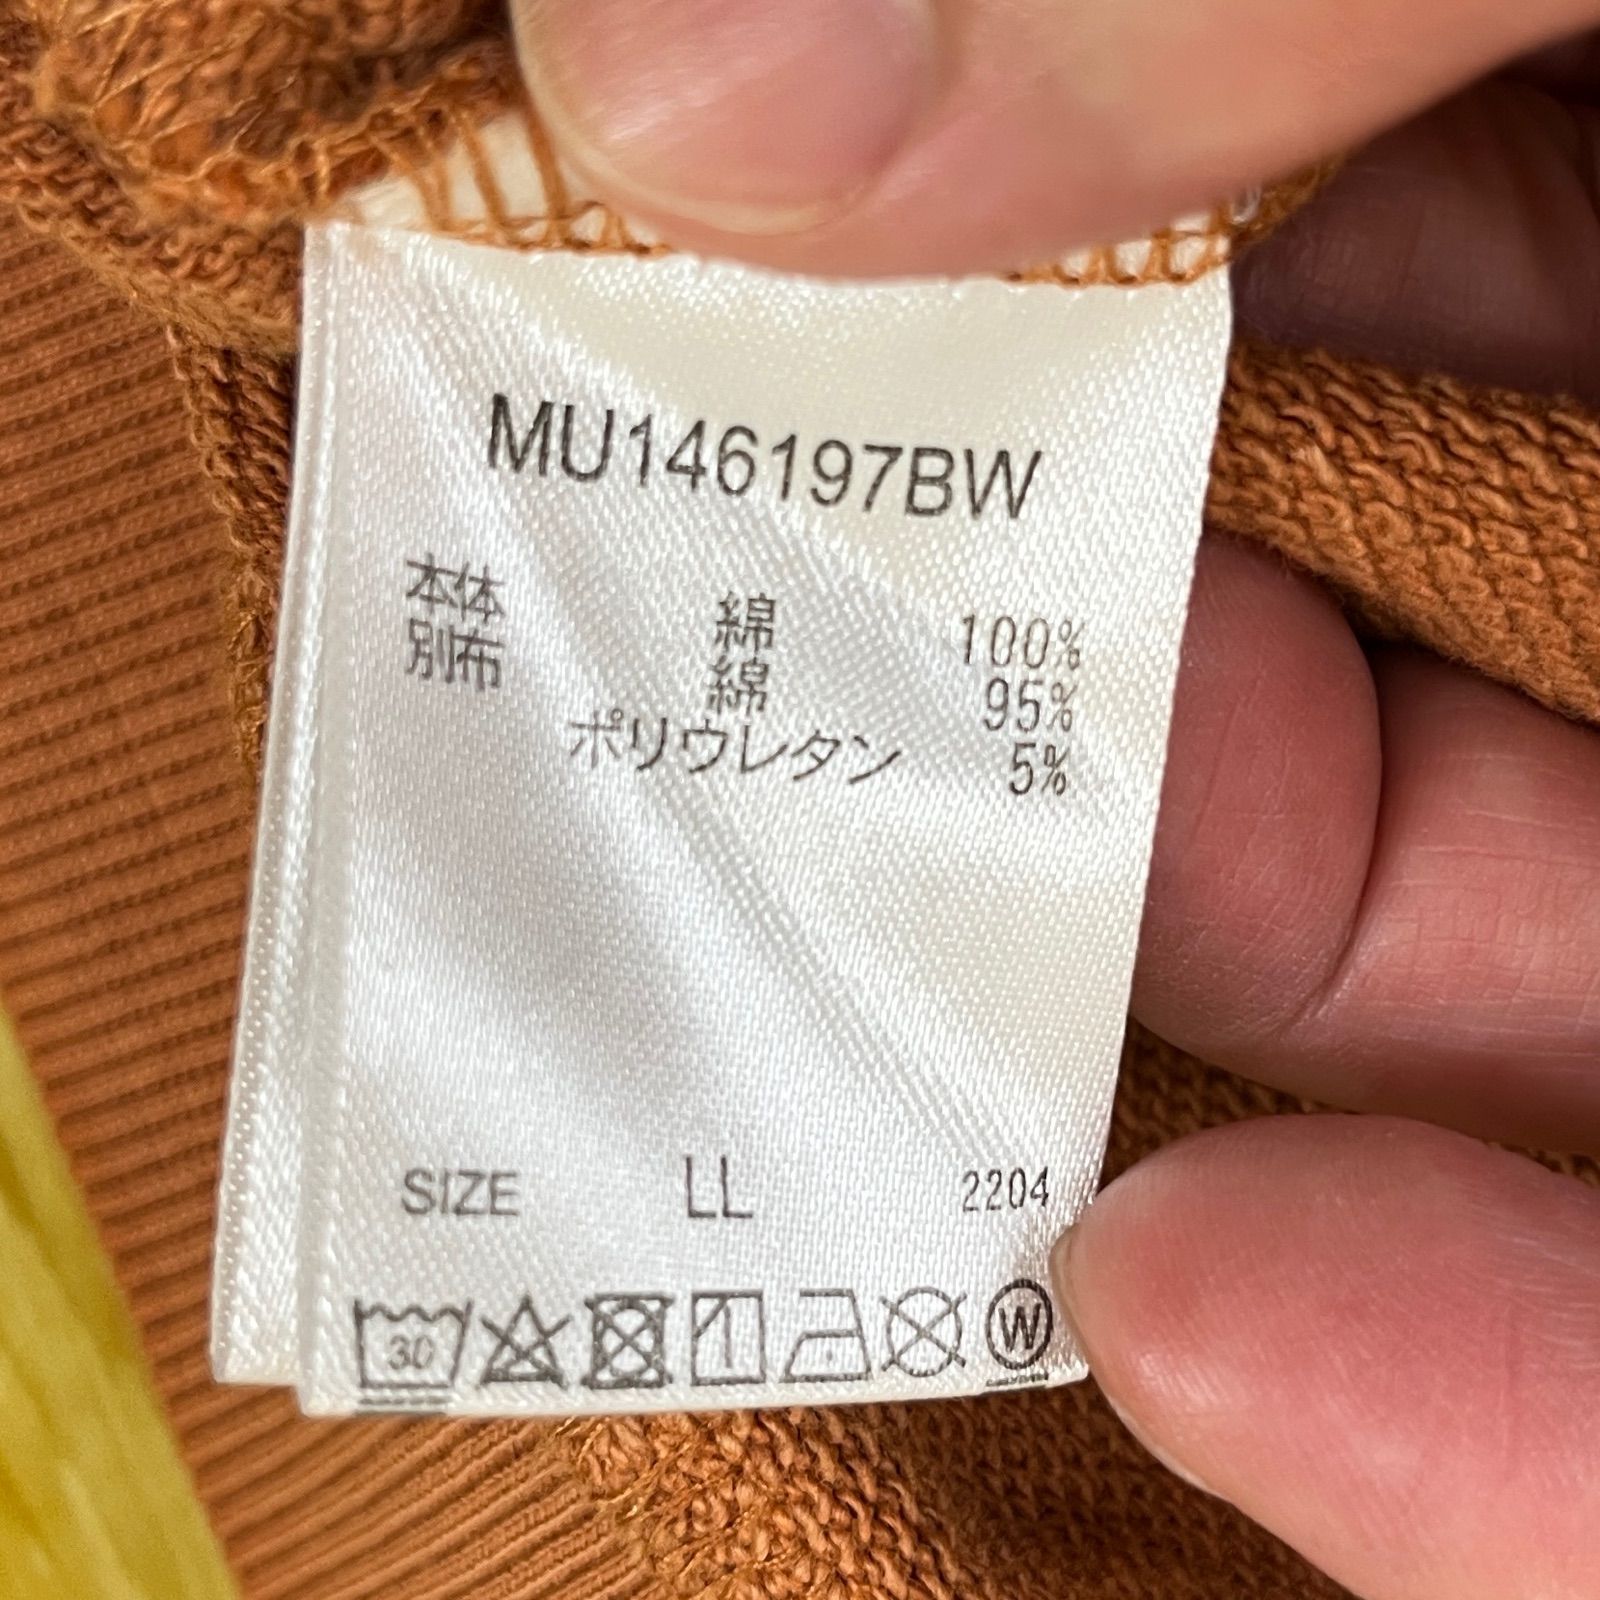 MU146197BW
本体 綿 100%
別布 綿 95%
ポリウレタン 5%
SIZE LL 2204
30 W